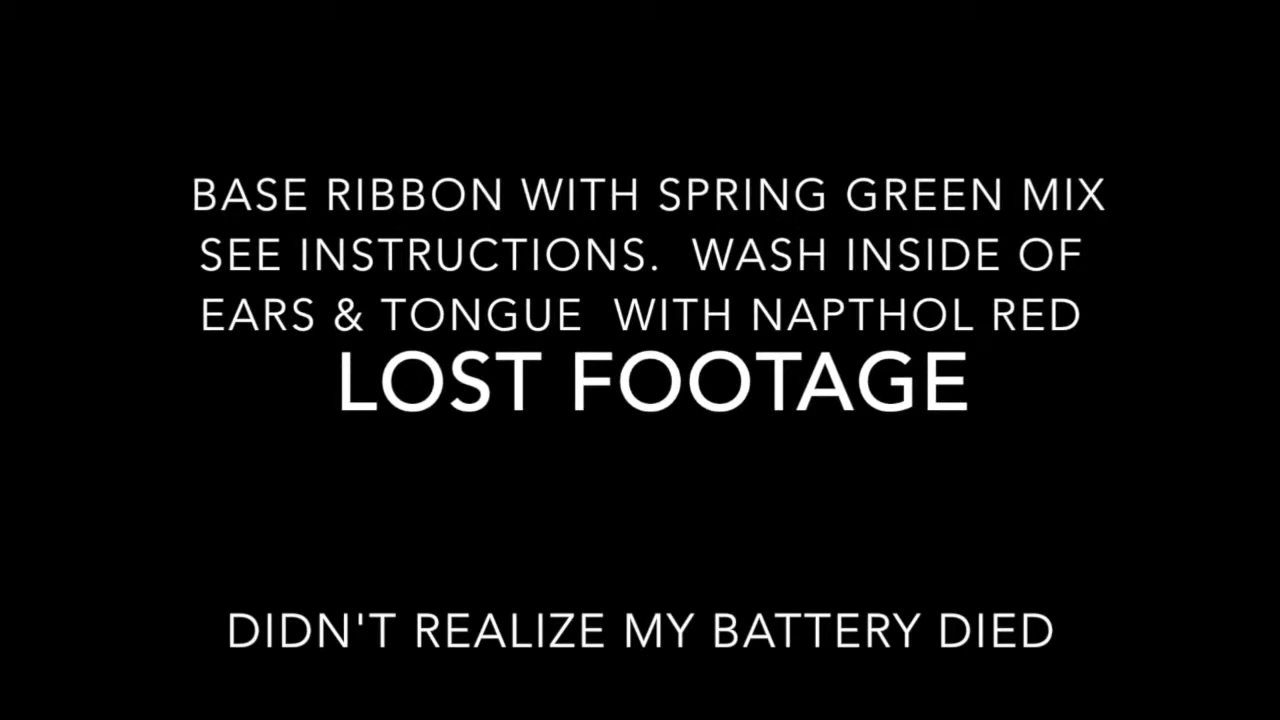 BASE RIBBON WITH SPRING GREEN MIX
SEE INSTRUCTIONS. WASH INSIDE OF
EARS & TONGUE WITH NAPTHOL RED
LOST FOOTAGE
DIDN'T REALIZE MY BATTERY DIED